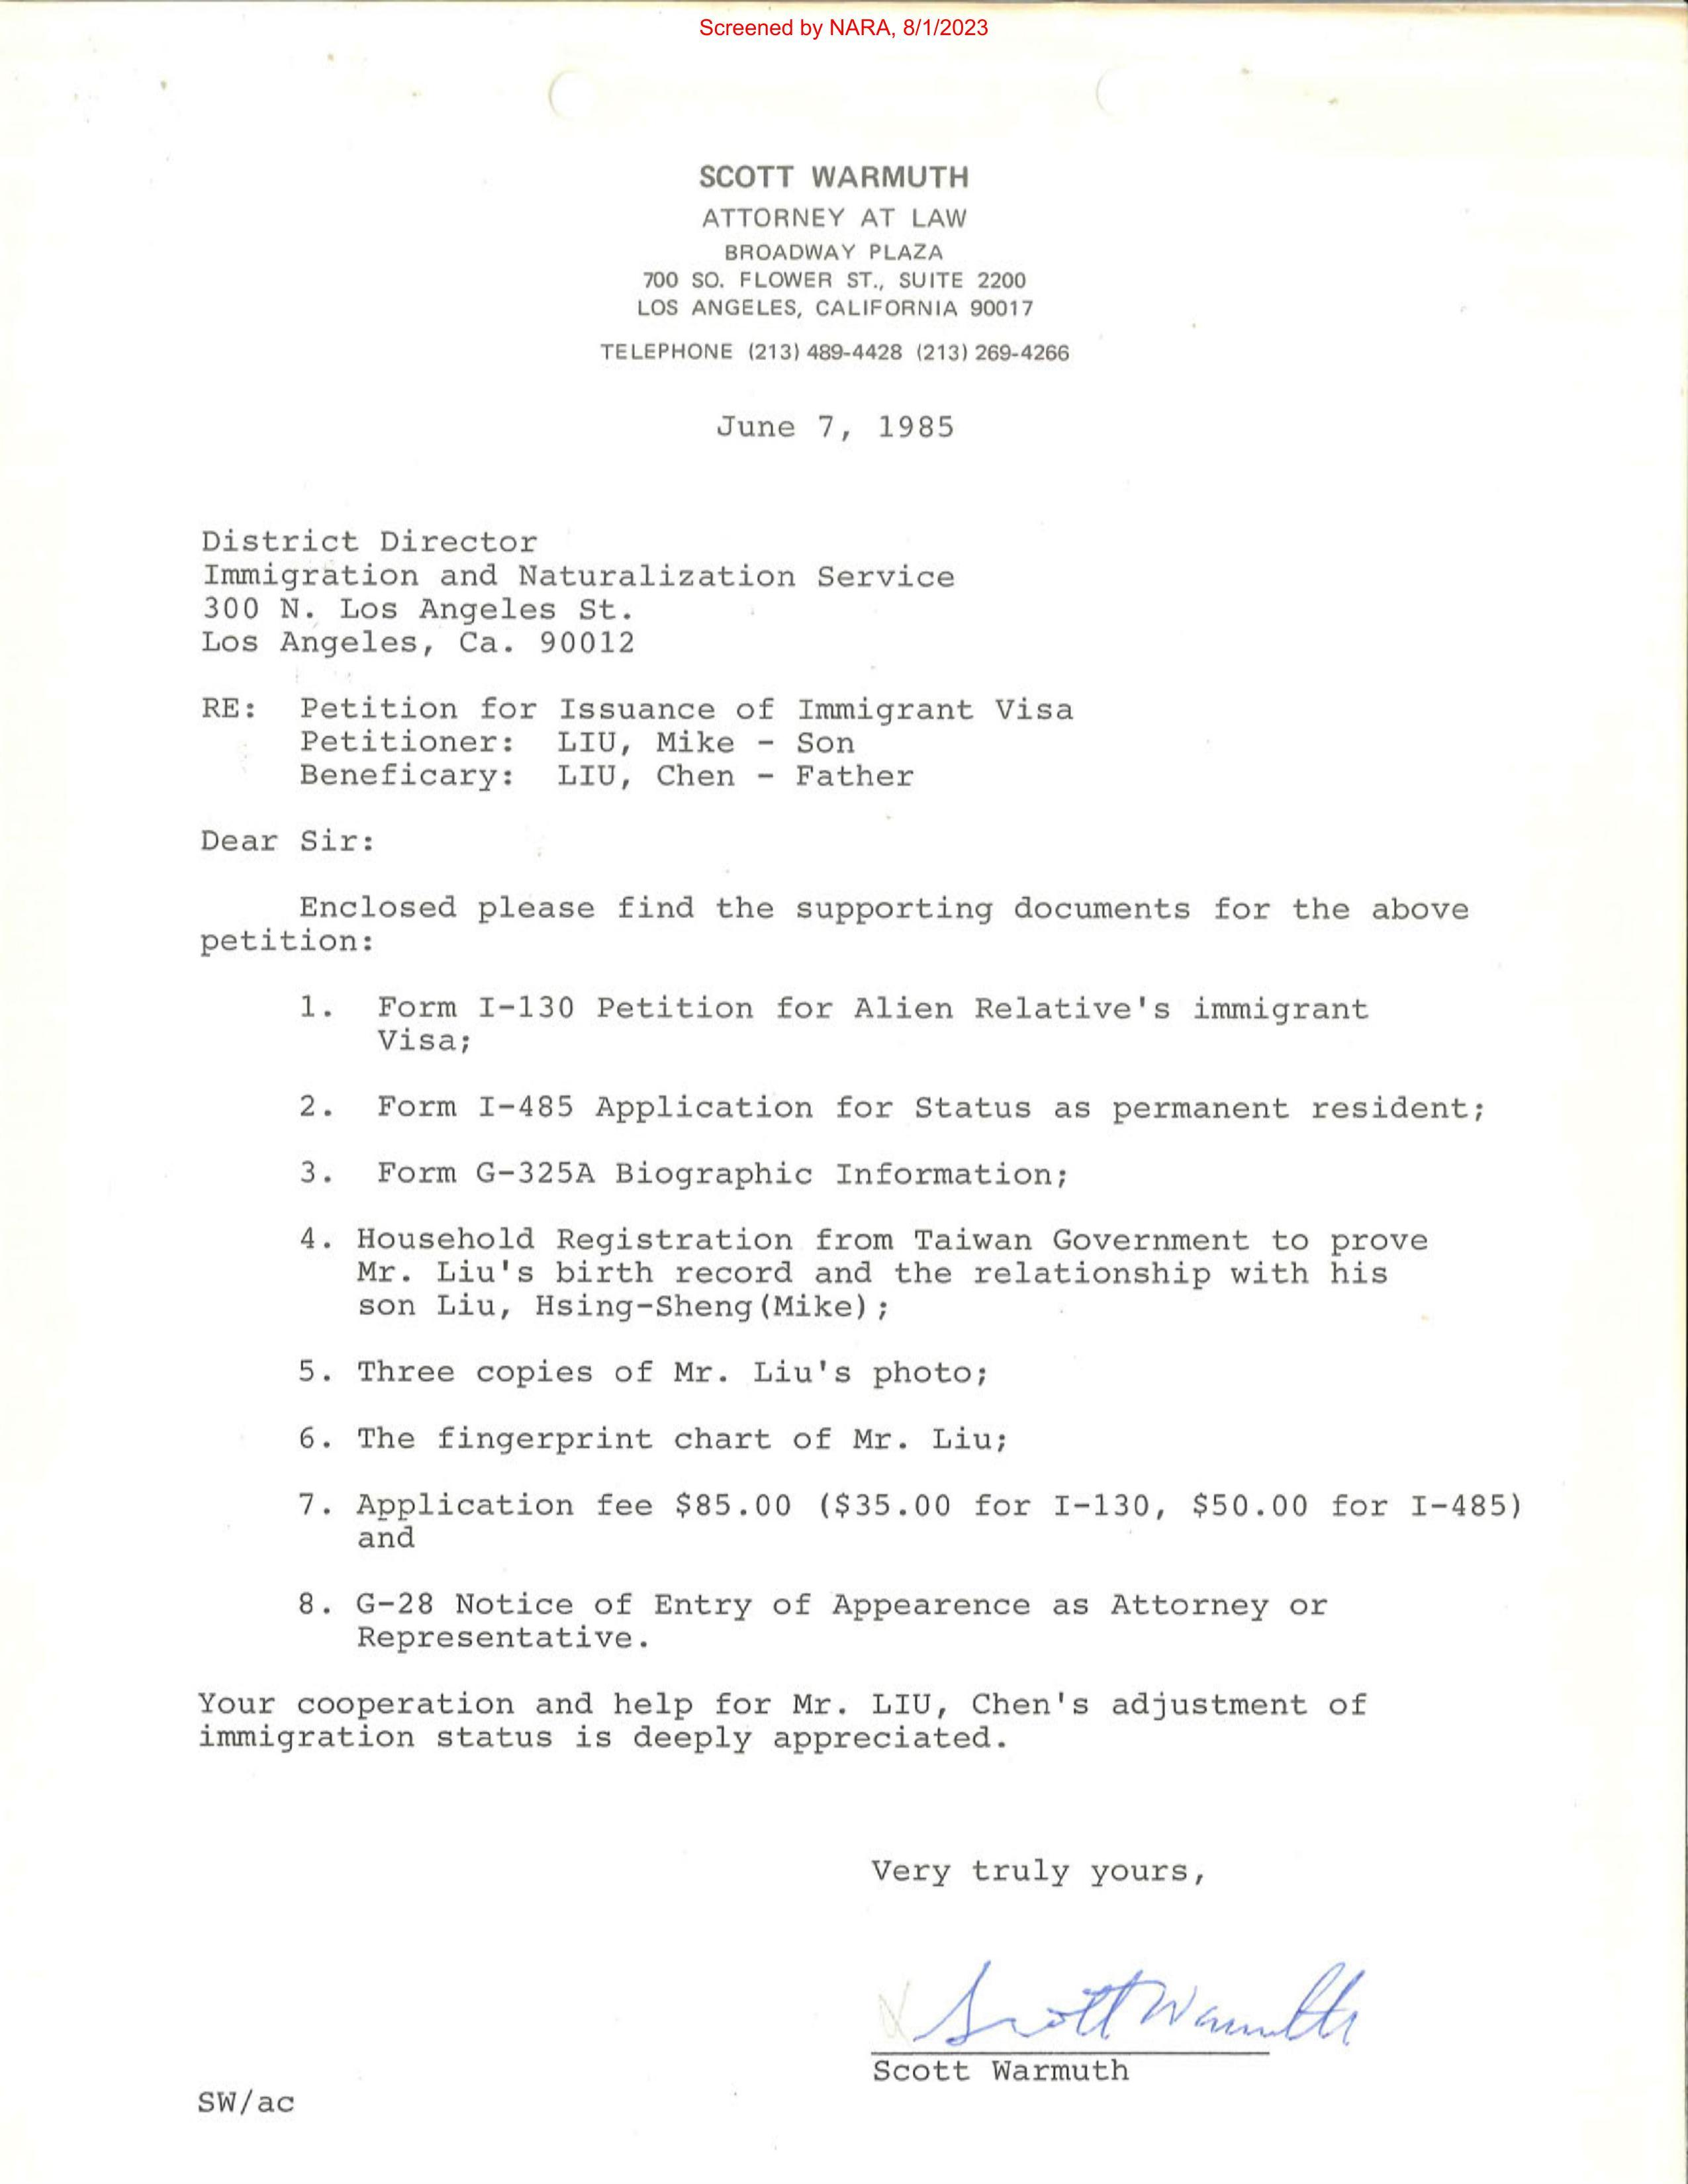 Screened by NARA, 8/1/2023
SCOTT WARMUTH
ATTORNEY AT LAW
BROADWAY PLAZA
700 SO. FLOWER ST., SUITE 2200
LOS ANGELES, CALIFORNIA 90017
TELEPHONE (213) 489-4428 (213) 269-4266
June 7, 1985
District Director
Immigration and Naturalization Service
300 N. Los Angeles St.
Los Angeles, Ca. 90012
RE: Petition for Issuance of Immigrant Visa
Petitioner: LIU, Mike - Son
Beneficary: LIU, Chen - Father
Dear Sir:
Enclosed please find the supporting documents for the above
petition:
1. Form I-130 Petition for Alien Relative's immigrant
Visa;
2. Form I-485 Application for Status as permanent resident;
3. Form G-325A Biographic Information;
4. Household Registration from Taiwan Government to prove
Mr. Liu's birth record and the relationship with his
son Liu, Hsing-Sheng(Mike);
5. Three copies of Mr. Liu's photo;
6. The fingerprint chart of Mr. Liu;
7. Application fee $85.00 ($35.00 for I-130, $50.00 for I-485)
and
8. G-28 Notice of Entry of Appearence as Attorney or
Representative.
Your cooperation and help for Mr. LIU, Chen's adjustment of
immigration status is deeply appreciated.
Very truly yours,
Scott Warmuth
Scott Warmuth
SW/ac